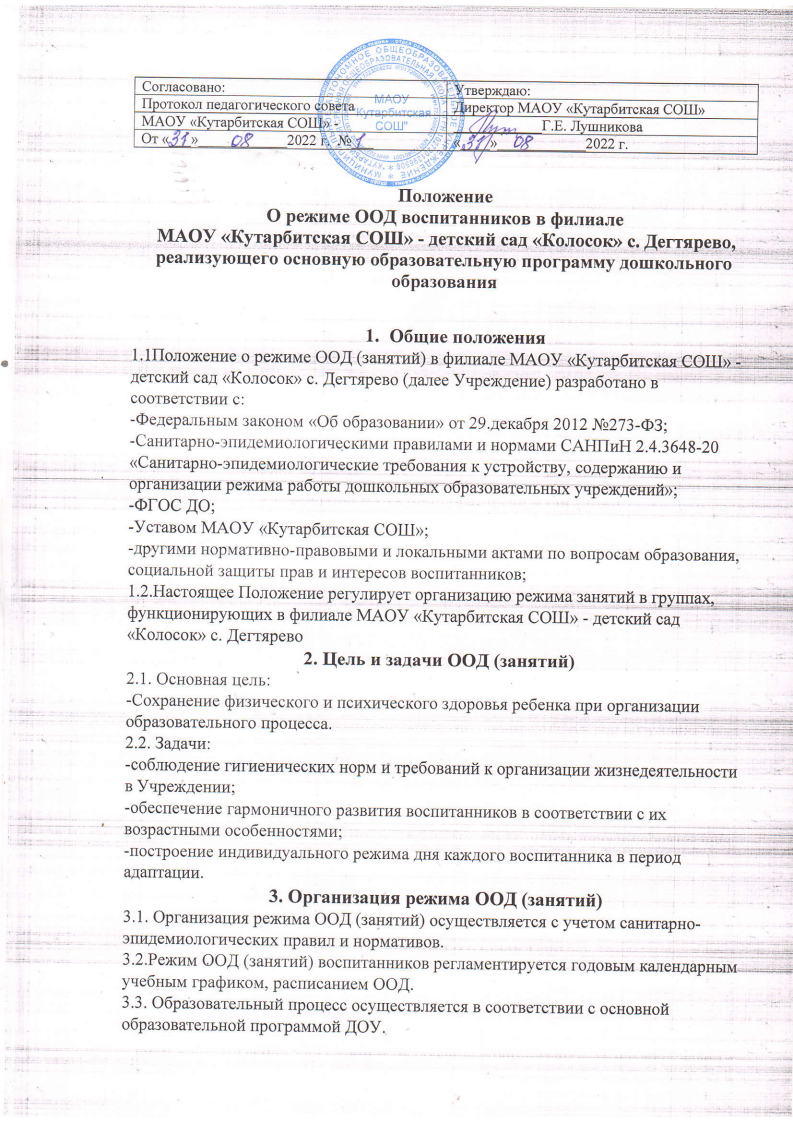 Согласовано:
Утверждаю:
Протокол педагогического совета
Директор МАОУ «Кутарбитская СОШ»
МАОУ «Кутарбитская СОШ» -
Г.Е. Лушникова
От «31» 08 2022 г. № 1
«31» 08 2022 г.
МАОУ
"Кутарбитская
СОШ"
Положение
О режиме ООД воспитанников в филиале
МАОУ «Кутарбитская СОШ» - детский сад «Колосок» с. Дегтярево,
реализующего основную образовательную программу дошкольного
образования
1. Общие положения
1.1Положение о режиме ООД (занятий) в филиале МАОУ «Кутарбитская СОШ» -
детский сад «Колосок» с. Дегтярево (далее Учреждение) разработано в
соответствии с:
-Федеральным законом «Об образовании» от 29.декабря 2012 №273-ФЗ;
-Санитарно-эпидемиологическими правилами и нормами САНПиН 2.4.3648-20
«Санитарно-эпидемиологические требования к устройству, содержанию и
организации режима работы дошкольных образовательных учреждений»;
-ФГОС ДО;
-Уставом МАОУ «Кутарбитская СОШ»;
-другими нормативно-правовыми и локальными актами по вопросам образования,
социальной защиты прав и интересов воспитанников;
1.2.Настоящее Положение регулирует организацию режима занятий в группах,
функционирующих в филиале МАОУ «Кутарбитская СОШ» - детский сад
«Колосок» с. Дегтярево
2. Цель и задачи ООД (занятий)
2.1. Основная цель:
-Сохранение физического и психического здоровья ребенка при организации
образовательного процесса.
2.2. Задачи:
-соблюдение гигиенических норм и требований к организации жизнедеятельности
в Учреждении;
-обеспечение гармоничного развития воспитанников в соответствии с их
возрастными особенностями;
-построение индивидуального режима дня каждого воспитанника в период
адаптации.
3. Организация режима ООД (занятий)
3.1. Организация режима ООД (занятий) осуществляется с учетом санитарно-
эпидемиологических правил и нормативов.
3.2.Режим ООД (занятий) воспитанников регламентируется годовым календарным
учебным графиком, расписанием ООД.
3.3. Образовательный процесс осуществляется в соответствии с основной
образовательной программой ДОУ.